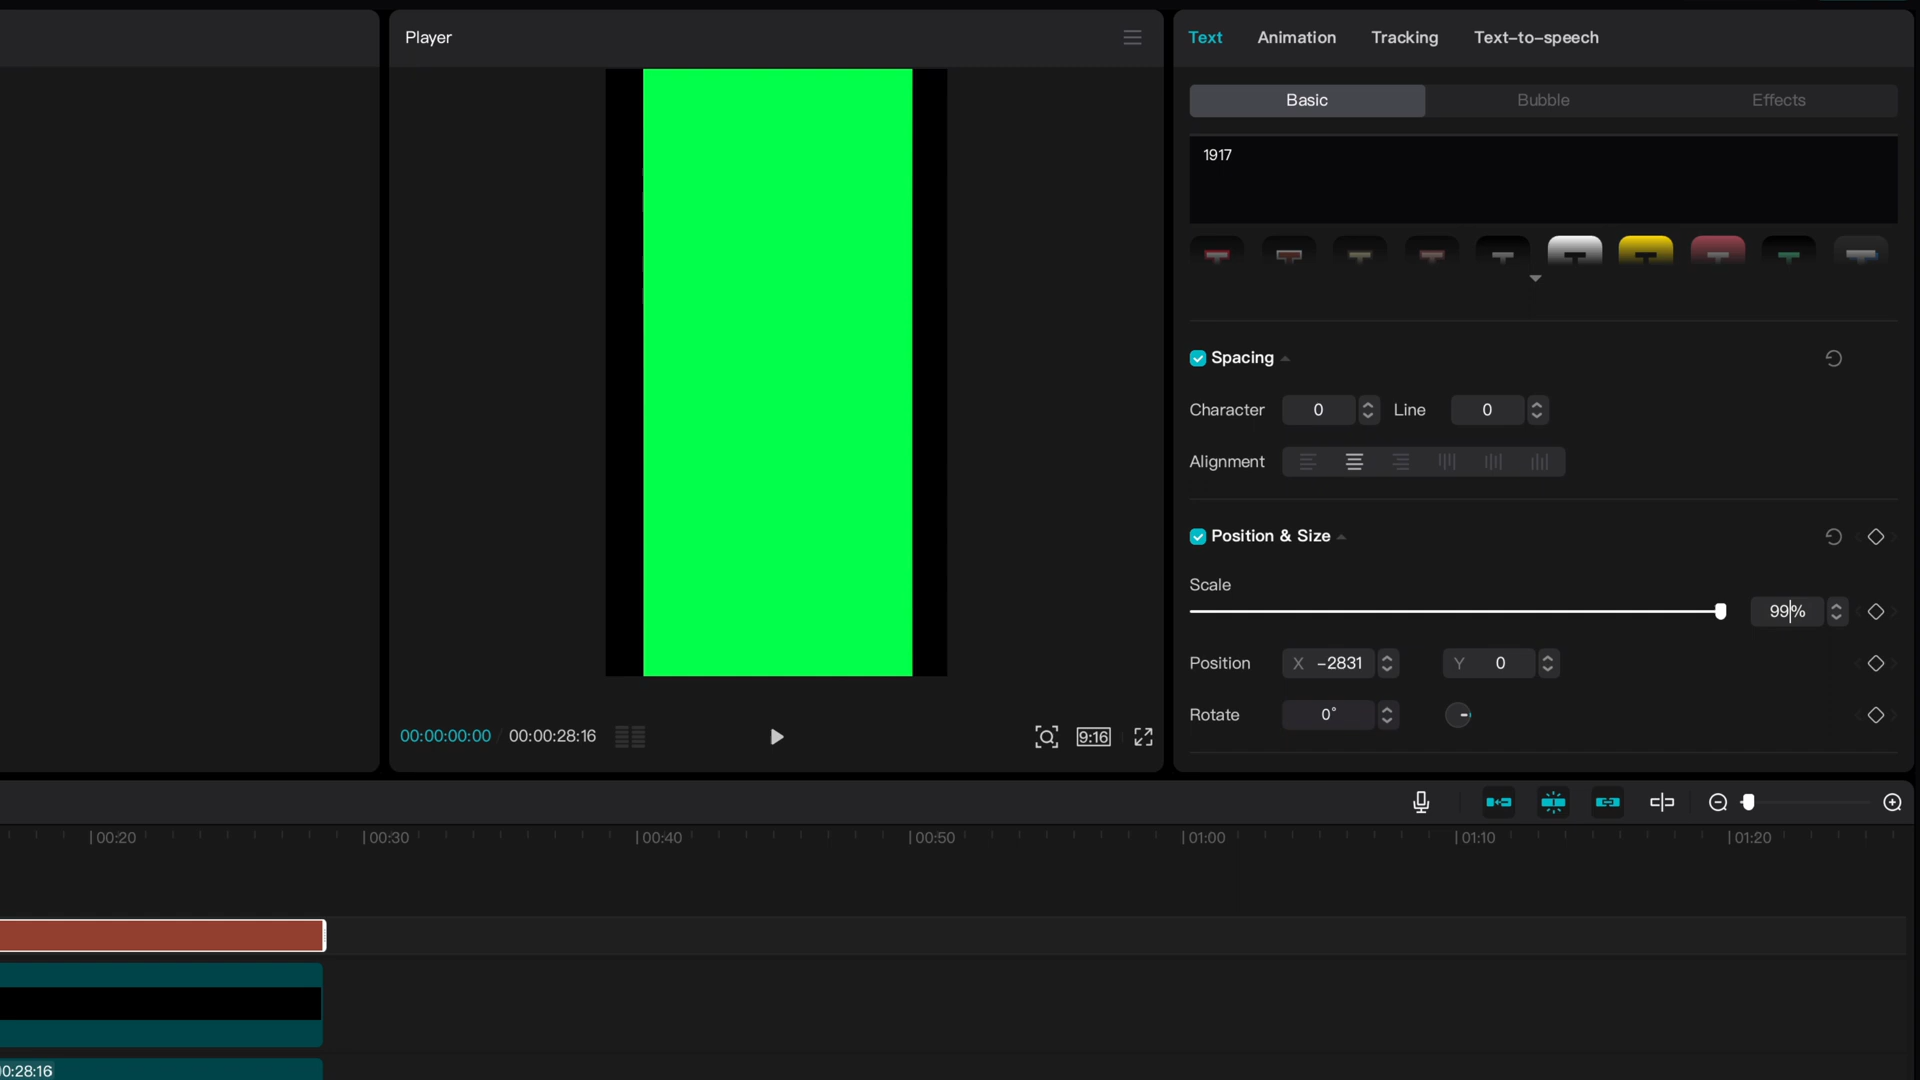 Player
Text Animation Tracking Text-to-speech
Basic Bubble Effects
1917
Spacing
Character 0 Line 0
Alignment
Position & Size
Scale
99%
Position X -2831 Y 0
Rotate 0°
00:00:00:00 / 00:00:28:16
9:16
00:20 00:30 00:40 00:50 01:00 01:10 01:20
0:28:16